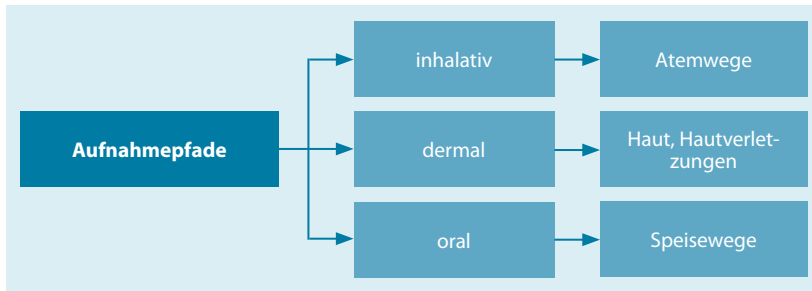 inhalativ
Atemwege
Aufnahmepfade
dermal
Haut, Hautverlet-
zungen
oral
Speisewege